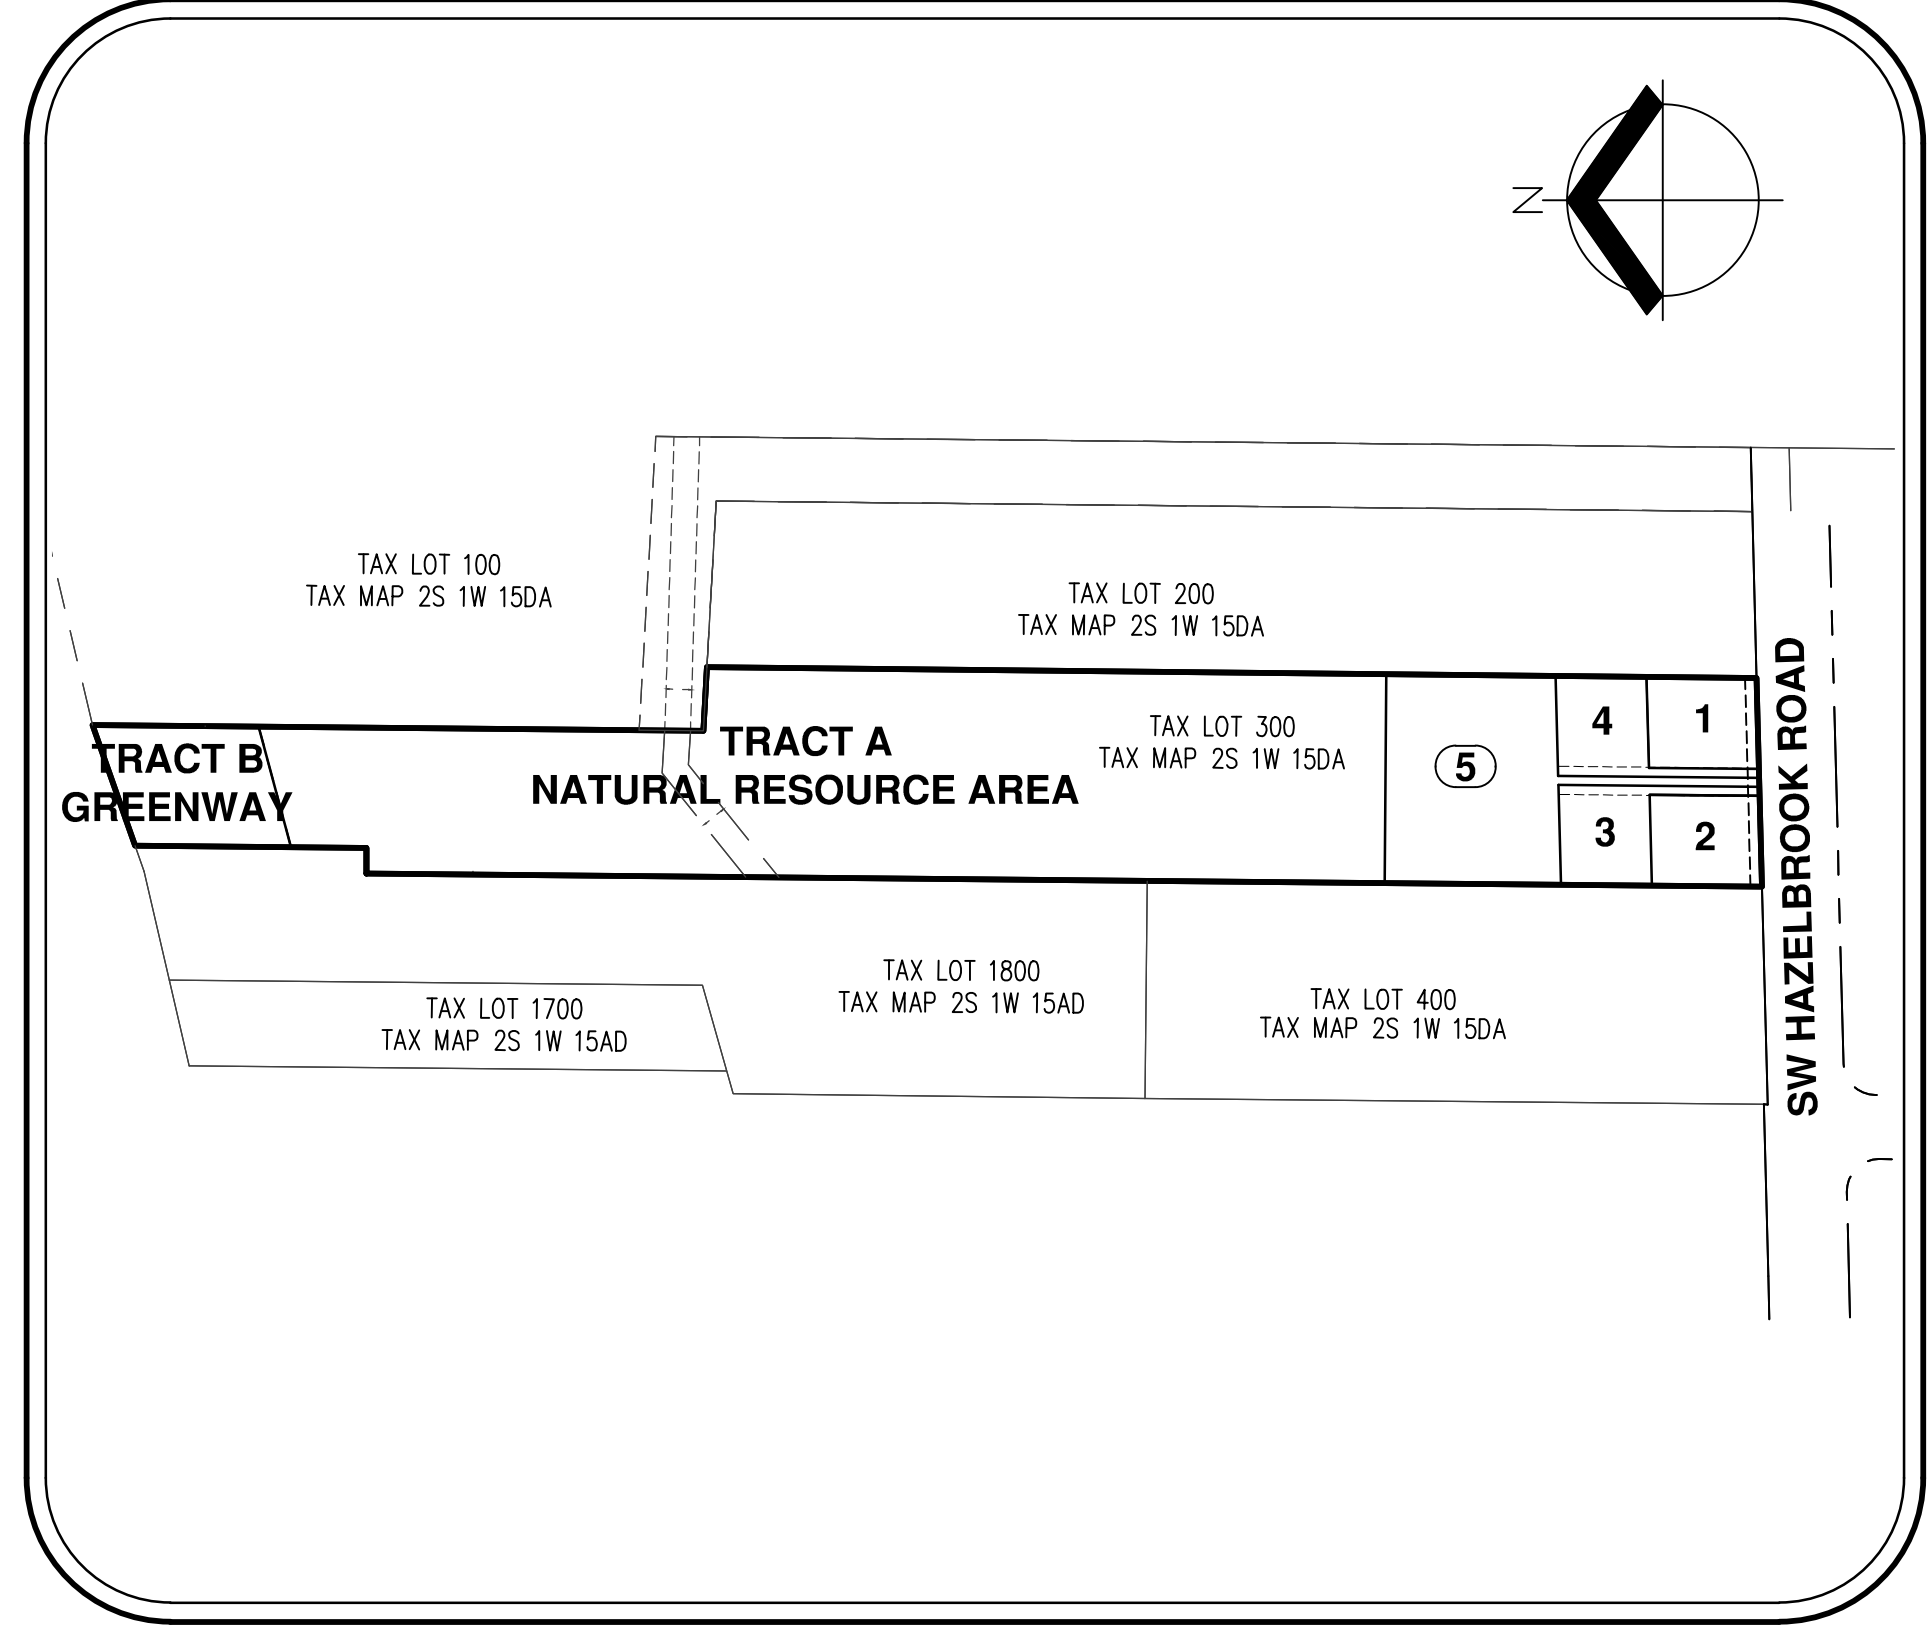 N
TAX LOT 100
TAX MAP 2S 1W 15DA
TAX LOT 200
TAX MAP 2S 1W 15DA
TRACT B
GREENWAY
TRACT A
NATURAL RESOURCE AREA
TAX LOT 300
TAX MAP 2S 1W 15DA
5
4
1
3
2
SW HAZELBROOK ROAD
TAX LOT 1700
TAX MAP 2S 1W 15AD
TAX LOT 1800
TAX MAP 2S 1W 15AD
TAX LOT 400
TAX MAP 2S 1W 15DA